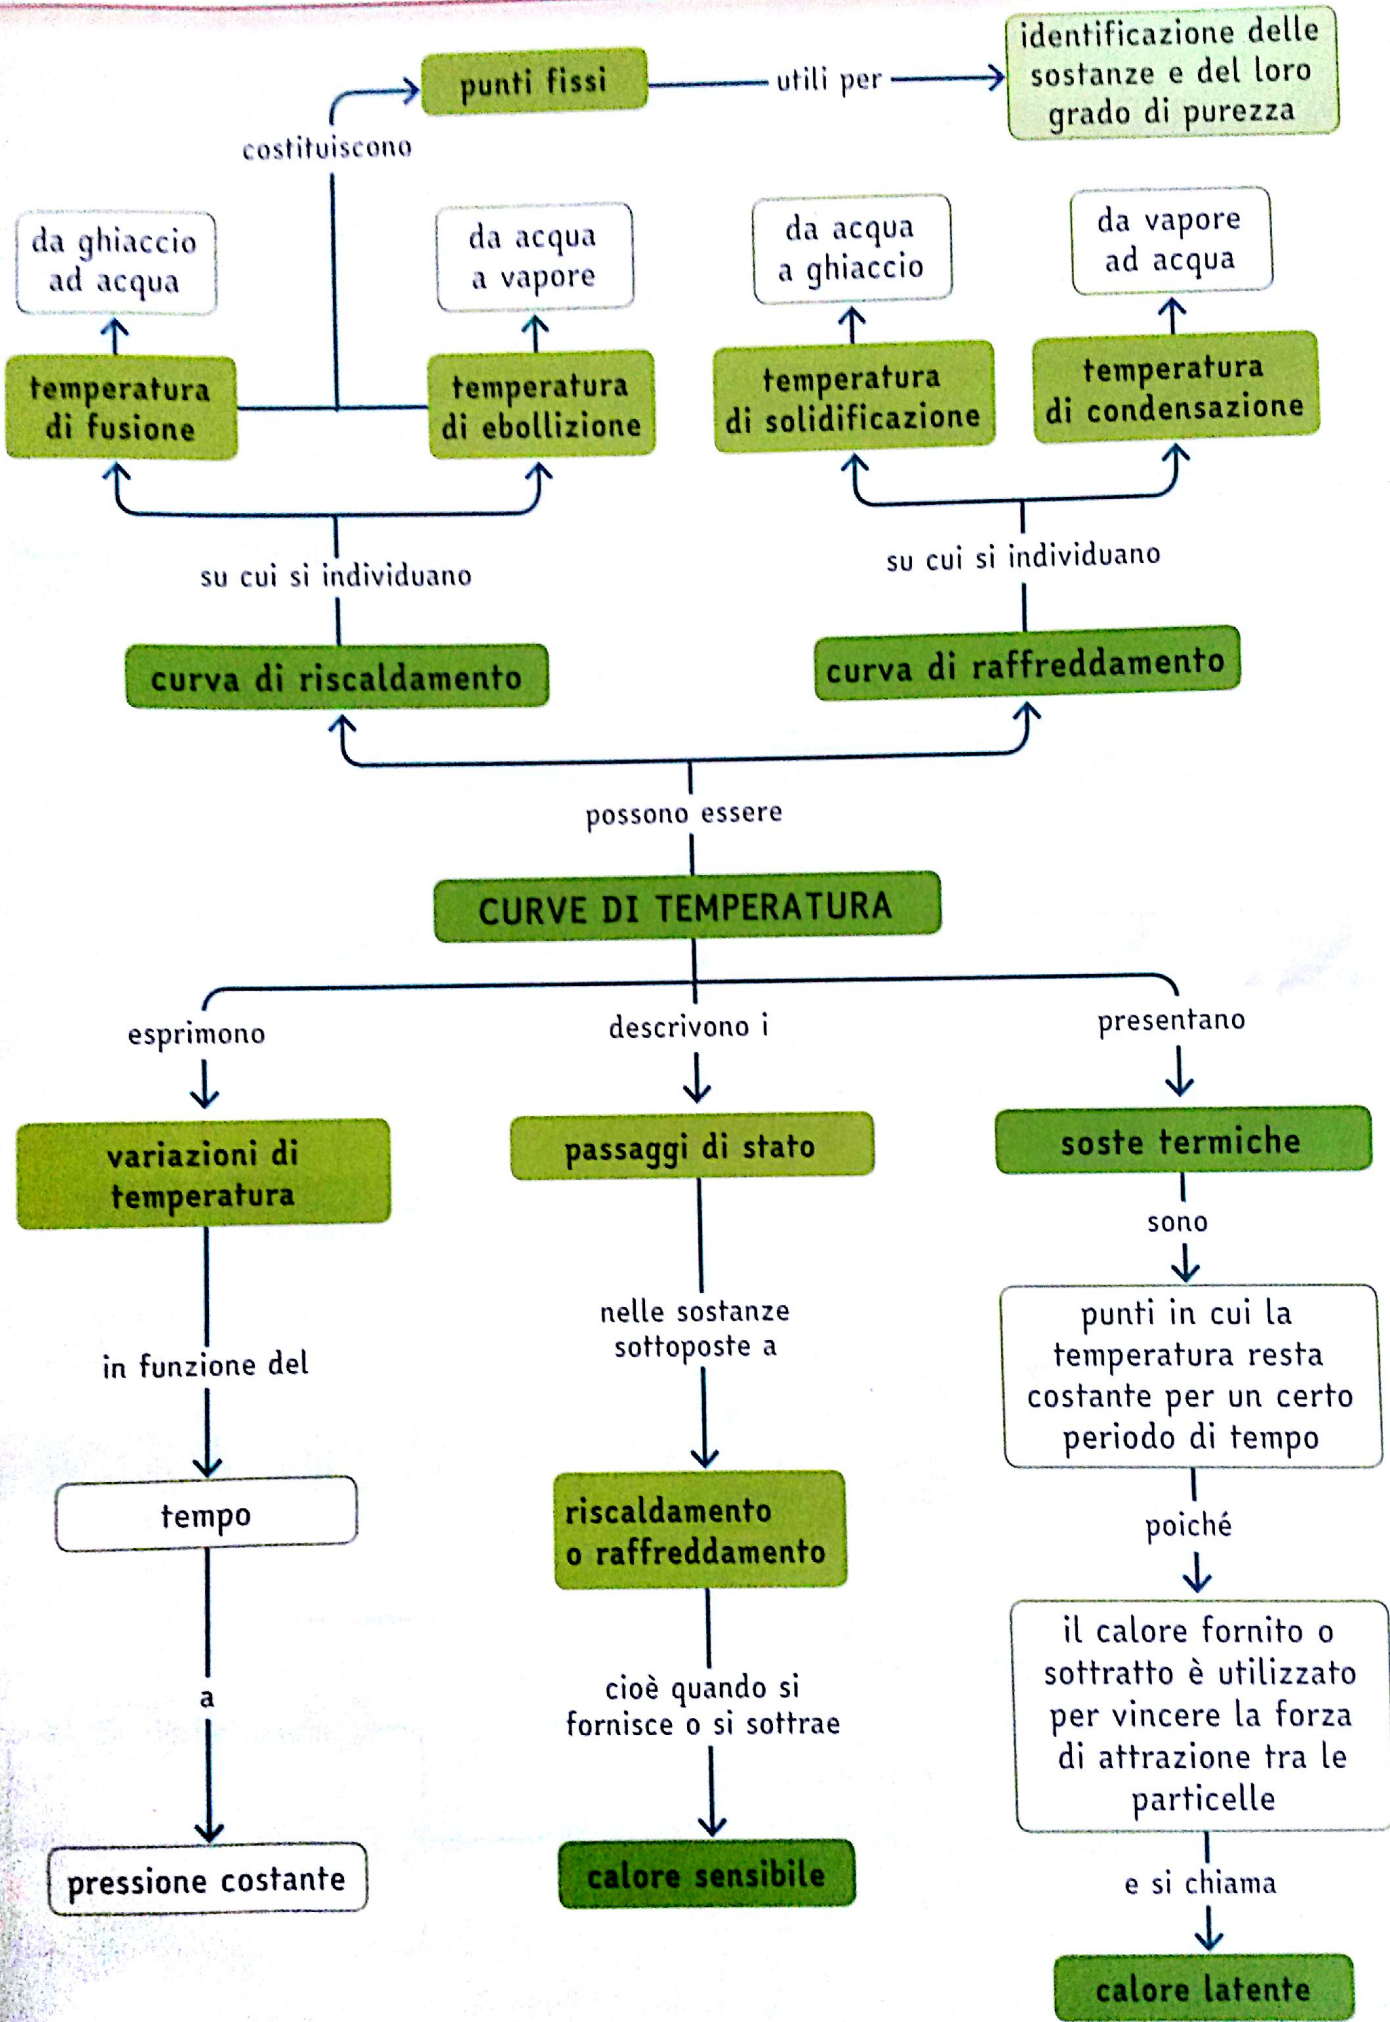 punti fissi
utili per
identificazione delle
sostanze e del loro
grado di purezza
costituiscono
da ghiaccio
ad acqua
da acqua
a vapore
da acqua
a ghiaccio
da vapore
ad acqua
temperatura
di fusione
temperatura
di ebollizione
temperatura
di solidificazione
temperatura
di condensazione
su cui si individuano
su cui si individuano
curva di riscaldamento
curva di raffreddamento
possono essere
CURVE DI TEMPERATURA
esprimono
descrivono i
presentano
variazioni di
temperatura
passaggi di stato
soste termiche
in funzione del
nelle sostanze
sottoposte a
sono
punti in cui la
temperatura resta
costante per un certo
periodo di tempo
tempo
riscaldamento
o raffreddamento
poiché
a
cioè quando si
fornisce o si sottrae
il calore fornito o
sottratto è utilizzato
per vincere la forza
di attrazione tra le
particelle
pressione costante
calore sensibile
e si chiama
calore latente